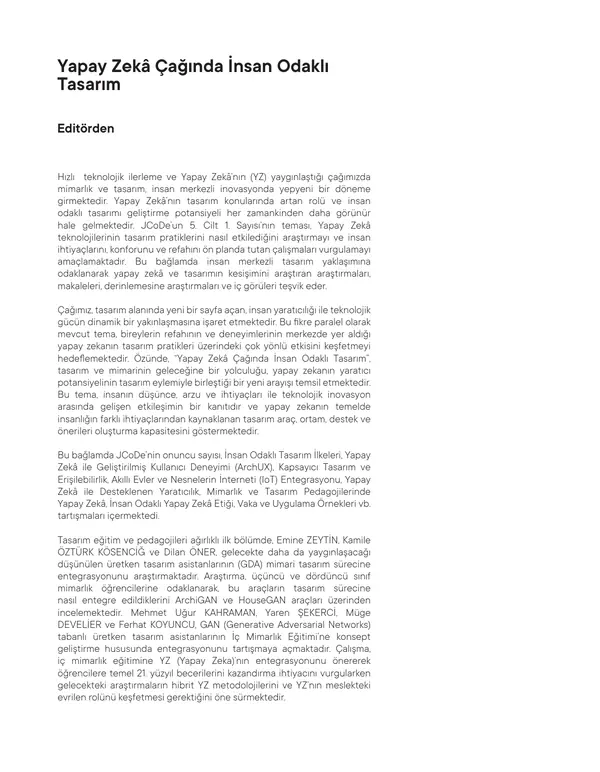 Yapay Zekâ Çağında İnsan Odaklı
Tasarım
Editörden
Hızlı teknolojik ilerleme ve Yapay Zekâ'nın (YZ) yaygınlaştığı çağımızda
mimarlık ve tasarım, insan merkezli inovasyonda yepyeni bir döneme
girmektedir. Yapay Zekâ'nın tasarım konularında artan rolü ve insan
odaklı tasarımı geliştirme potansiyeli her zamankinden daha görünür
hale gelmektedir. JCoDe'un 5. Cilt 1. Sayısı'nın teması, Yapay Zekâ
teknolojilerinin tasarım pratiklerini nasıl etkilediğini araştırmayı ve insan
ihtiyaçlarını, konforunu ve refahını ön planda tutan çalışmaları vurgulamayı
amaçlamaktadır. Bu bağlamda insan merkezli tasarım yaklaşımına
odaklanarak yapay zekâ ve tasarımın kesişimini araştıran araştırmaları,
makaleleri, derinlemesine araştırmaları ve iç görüleri teşvik eder.
Çağımız, tasarım alanında yeni bir sayfa açan, insan yaratıcılığı ile teknolojik
gücün dinamik bir yakınlaşmasına işaret etmektedir. Bu fikre paralel olarak
mevcut tema, bireylerin refahının ve deneyimlerinin merkezde yer aldığı
yapay zekanın tasarım pratikleri üzerindeki çok yönlü etkisini keşfetmeyi
hedeflemektedir. Özünde, "Yapay Zekâ Çağında İnsan Odaklı Tasarım",
tasarım ve mimarinin geleceğine bir yolculuğu, yapay zekanın yaratıcı
potansiyelinin tasarım eylemiyle birleştiği bir yeni arayışı temsil etmektedir.
Bu tema, insanın düşünce, arzu ve ihtiyaçları ile teknolojik inovasyon
arasında gelişen etkileşimin bir kanıtıdır ve yapay zekanın temelde
insanlığın farklı ihtiyaçlarından kaynaklanan tasarım araç, ortam, destek ve
önerileri oluşturma kapasitesini göstermektedir.
Bu bağlamda JCoDe'nin onuncu sayısı, İnsan Odaklı Tasarım İlkeleri, Yapay
Zekâ ile Geliştirilmiş Kullanıcı Deneyimi (ArchUX), Kapsayıcı Tasarım ve
Erişilebilirlik, Akıllı Evler ve Nesnelerin İnterneti (IoT) Entegrasyonu, Yapay
Zekâ ile Desteklenen Yaratıcılık, Mimarlık ve Tasarım Pedagojilerinde
Yapay Zekâ, İnsan Odaklı Yapay Zekâ Etiği, Vaka ve Uygulama Örnekleri vb.
tartışmaları içermektedi.
Tasarım eğitim ve pedagojileri ağırlıklı ilk bölümde, Emine ZEYTİN, Kamile
ÖZTÜRK KÖSENCİĞ ve Dilan ÖNER, gelecekte daha da yaygınlaşacağı
düşünülen üretken tasarım asistanlarının (GDA) mimari tasarım sürecine
entegrasyonunu araştırmaktadır. Araştırma, üçüncü ve dördüncü sınıf
mimarlık öğrencilerine odaklanarak, bu araçların tasarım sürecine
nasıl entegre edildiklerini ArchiGAN ve HouseGAN araçları üzerinden
incelemektedir. Mehmet Uğur KAHRAMAN, Yaren ŞEKERCİ, Müge
DEVELİER ve Ferhat KOYUNCU, GAN (Generative Adversarial Networks)
tabanlı üretken tasarım asistanlarının İç Mimarlık Eğitimi'ne konsept
geliştirme hususunda entegrasyonunu tartışmaya açmaktadır. Çalışma,
iç mimarlık eğitimine YZ (Yapay Zeka)'nın entegrasyonunu önererek
öğrencilere temel 21. yüzyıl becerilerini kazandırma ihtiyacını vurgularken
gelecekteki araştırmaların hibrit YZ metodolojilerini ve YZ'nın meslekteki
evrilen rolünü keşfetmesi gerektiğini öne sürmektedir.